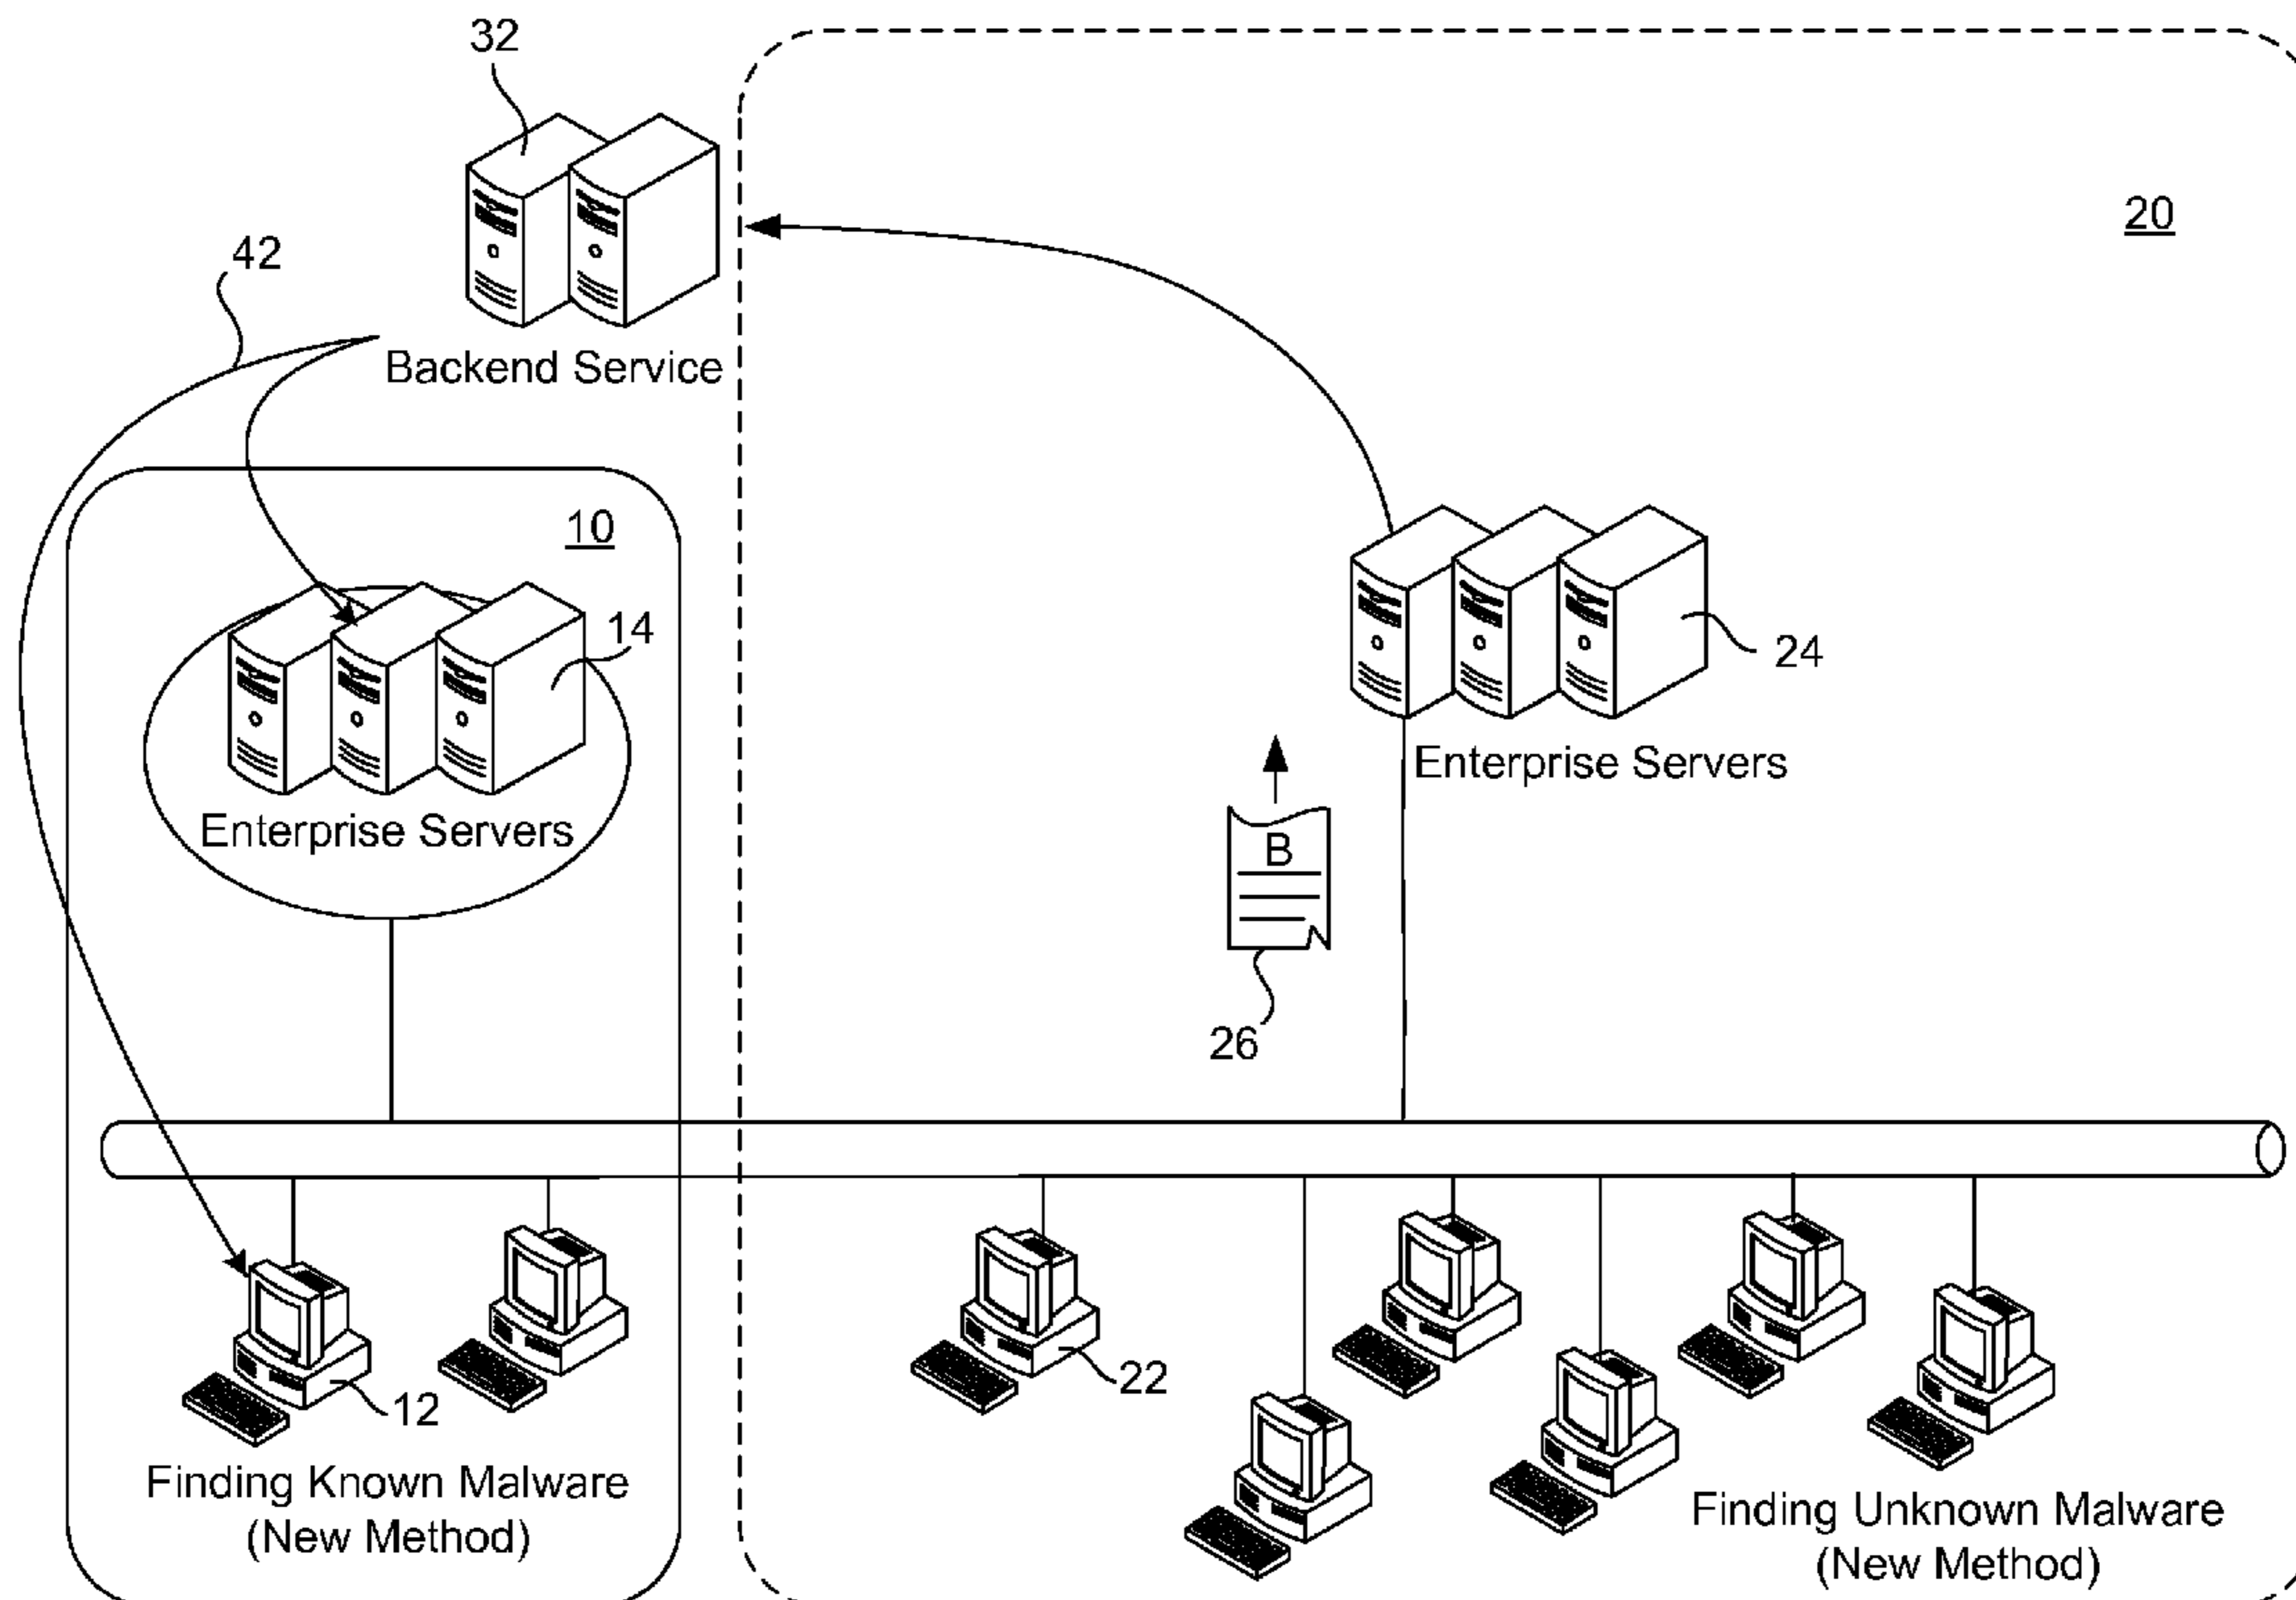 32
20
42
Backend Service
10
14
24
Enterprise Servers
Enterprise Servers
B
26
22
12
Finding Known Malware
(New Method)
Finding Unknown Malware
(New Method)